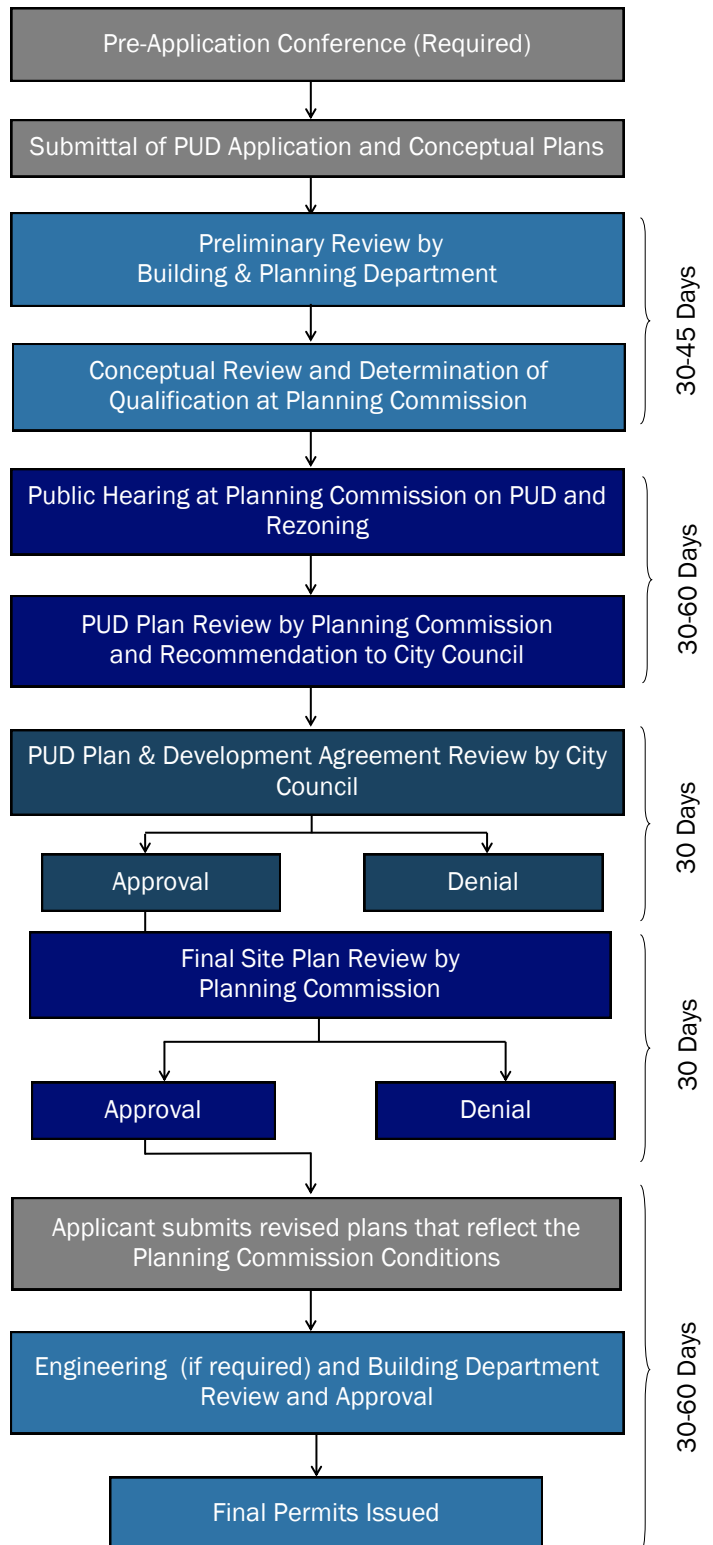 Pre-Application Conference (Required)
Submittal of PUD Application and Conceptual Plans
Preliminary Review by
Building & Planning Department
Conceptual Review and Determination of
Qualification at Planning Commission
30-45 Days
Public Hearing at Planning Commission on PUD and
Rezoning
PUD Plan Review by Planning Commission
and Recommendation to City Council
30-60 Days
PUD Plan & Development Agreement Review by City
Council
Approval
Denial
30 Days
Final Site Plan Review by
Planning Commission
Approval
Denial
30 Days
Applicant submits revised plans that reflect the
Planning Commission Conditions
Engineering (if required) and Building Department
Review and Approval
Final Permits Issued
30-60 Days